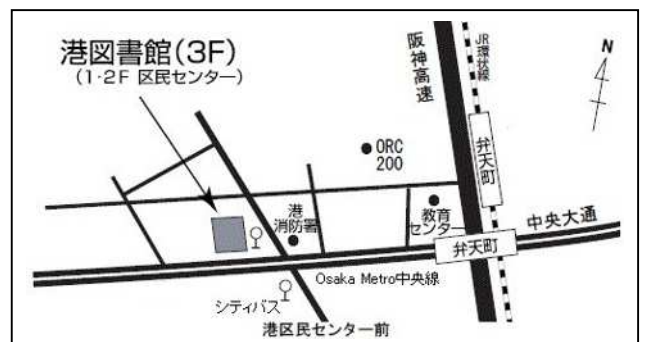 港図書館(3F)
(1・2F 区民センター)
阪神高速
JR環状線
N
ORC
200
弁天町
港
消防署
教育
センター
中央大通
弁天町
Osaka Metro中央線
シティバス
港区民センター前